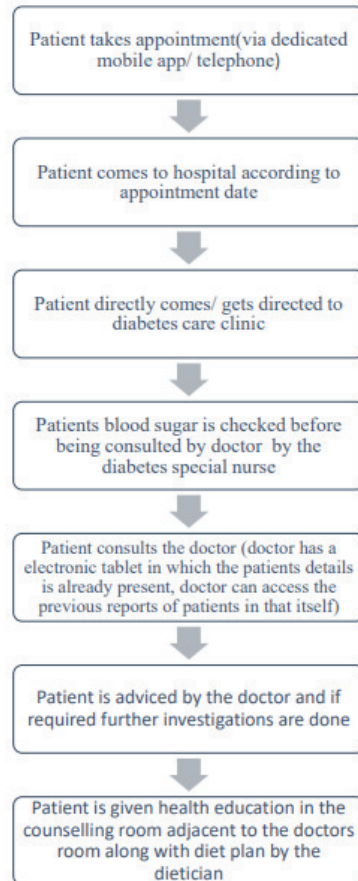 Patient takes appointment(via dedicated
mobile app/ telephone)
Patient comes to hospital according to
appointment date
Patient directly comes/ gets directed to
diabetes care clinic
Patients blood sugar is checked before
being consulted by doctor by the
diabetes special nurse
Patient consults the doctor (doctor has a
electronic tablet in which the patients details
is already present, doctor can access the
previous reports of patients in that itself)
Patient is adviced by the doctor and if
required further investigations are done
Patient is given health education in the
counselling room adjacent to the doctors
room along with diet plan by the
dietician